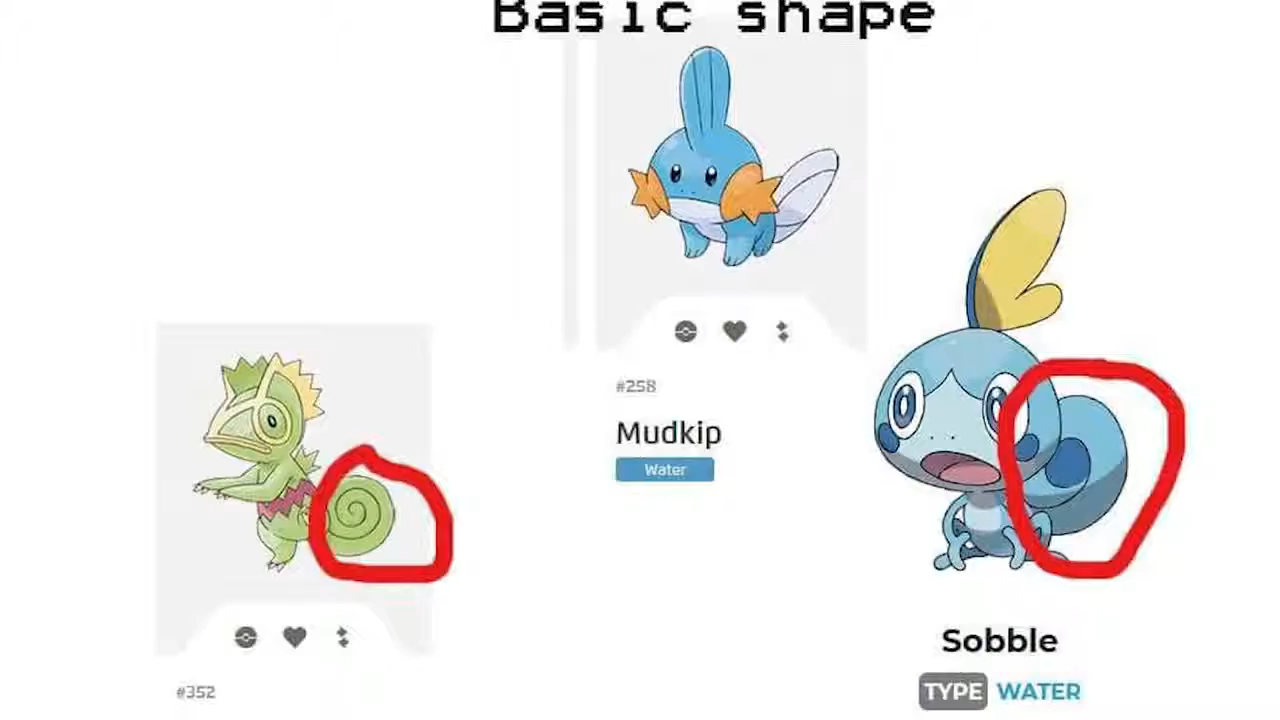 Basic shape
#258
Mudkip
Water
Sobble
TYPE WATER
#352